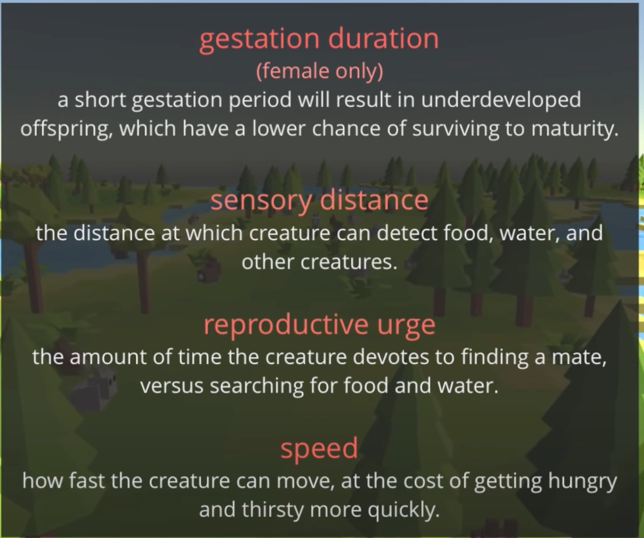 gestation duration
(female only)
a short gestation period will result in underdeveloped
offspring, which have a lower chance of surviving to maturity.
sensory distance
the distance at which creature can detect food, water, and
other creatures.
reproductive urge
the amount of time the creature devotes to finding a mate,
versus searching for food and water.
speed
how fast the creature can move, at the cost of getting hungry
and thirsty more quickly.